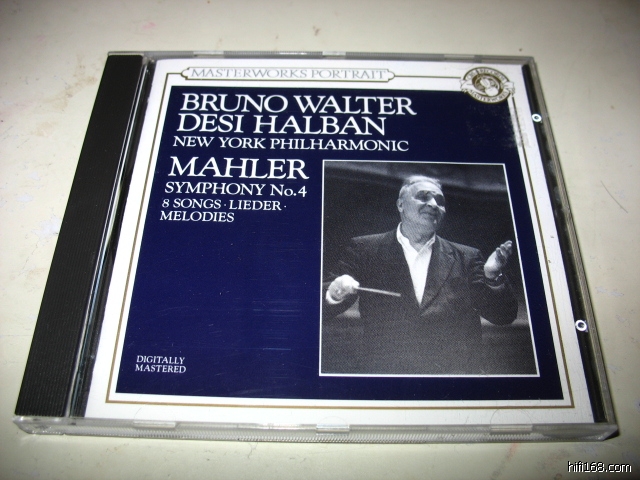 MASTERWORKS PORTRAIT
BRUNO WALTER
DESI HALBAN
NEW YORK PHILHARMONIC
MAHLER
SYMPHONY No.4
8 SONGS · LIEDER ·
MELODIES
DIGITALLY
MASTERED
hifi168.com